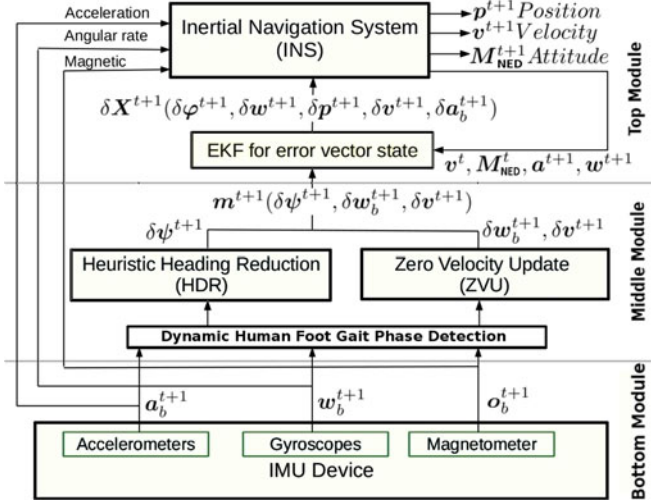 Acceleration
Angular rate
Magnetic
Inertial Navigation System
(INS)
p^{t+1} Position
v^{t+1} Velocity
M_{NED}^{t+1} Attitude
Top Module
δX^{t+1}(δφ^{t+1}, δw^{t+1}, δp^{t+1}, δv^{t+1}, δa_b^{t+1})
EKF for error vector state
v^t, M_{NED}^t, a^{t+1}, w^{t+1}
m^{t+1}(δψ^{t+1}, δw_b^{t+1}, δv^{t+1})
δψ^{t+1}
δw_b^{t+1}, δv^{t+1}
Heuristic Heading Reduction
(HDR)
Zero Velocity Update
(ZVU)
Middle Module
Dynamic Human Foot Gait Phase Detection
a_b^{t+1}
w_b^{t+1}
o_b^{t+1}
Accelerometers
Gyroscopes
Magnetometer
IMU Device
Bottom Module